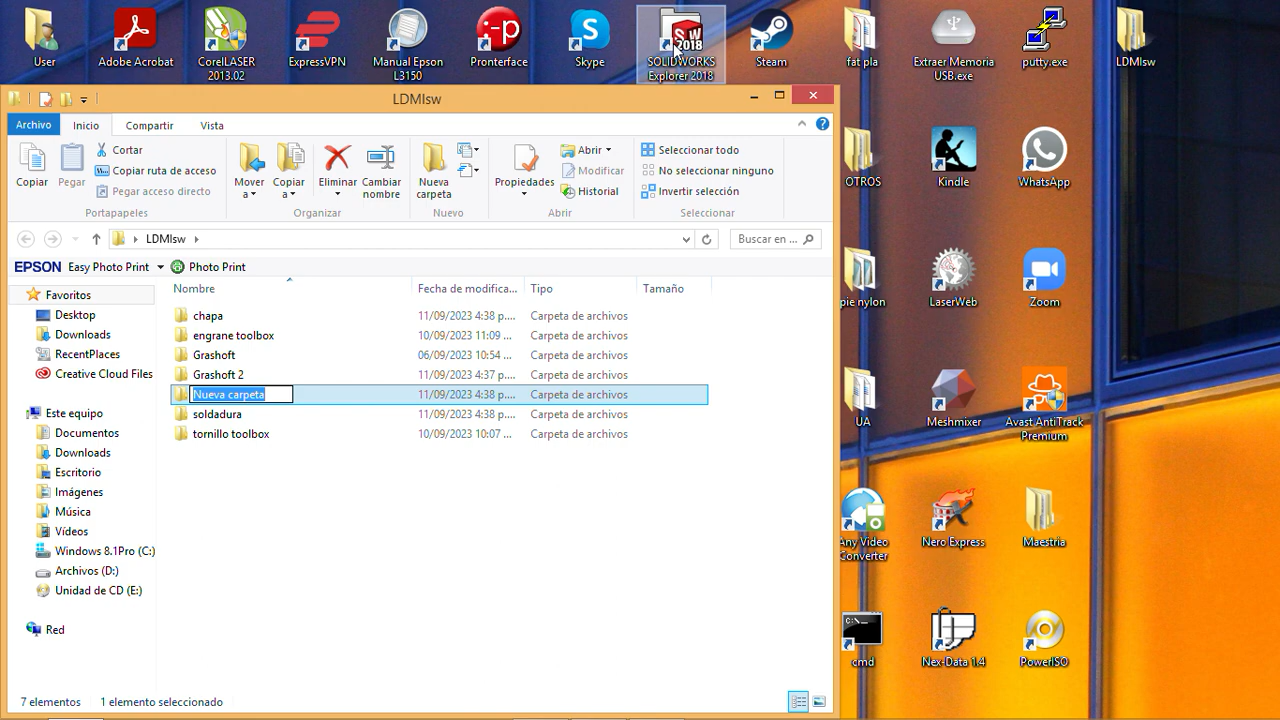 User
Adobe Acrobat
CorelLASER
2013.02
ExpressVPN
Manual Epson
L3150
Pronterface
Skype
SOLIDWORKS
Explorer 2018
Steam
fat pla
Extraer Memoria
USB.exe
putty.exe
LDMIsw
LDMIsw
Archivo
Inicio
Compartir
Vista
Copiar
Pegar
Cortar
Copiar ruta de acceso
Pegar acceso directo
Portapapeles
Mover
a
Copiar
a
Eliminar
Cambiar
nombre
Organizar
Nueva
carpeta
Nuevo
Propiedades
Abrir
Modificar
Historial
Abrir
Seleccionar todo
No seleccionar ninguno
Invertir selección
Seleccionar
LDMIsw
Buscar en ...
EPSON Easy Photo Print
Photo Print
Nombre
Fecha de modifica...
Tipo
Tamaño
chapa 11/09/2023 4:38 p.... Carpeta de archivos
engrane toolbox 10/09/2023 11:09 ... Carpeta de archivos
Grashoft 06/09/2023 10:54 ... Carpeta de archivos
Grashoft 2 11/09/2023 4:37 p.... Carpeta de archivos
Nueva carpeta 11/09/2023 4:38 p.... Carpeta de archivos
soldadura 11/09/2023 4:38 p.... Carpeta de archivos
tornillo toolbox 10/09/2023 10:07 ... Carpeta de archivos
Favoritos
Desktop
Downloads
RecentPlaces
Creative Cloud Files
Este equipo
Documentos
Downloads
Escritorio
Imágenes
Música
Vídeos
Windows 8.1Pro (C:)
Archivos (D:)
Unidad de CD (E:)
Red
7 elementos
1 elemento seleccionado
OTROS
Kindle
WhatsApp
pie nylon
LaserWeb
Zoom
UA
Meshmixer
Avast AntiTrack
Premium
Any Video
Converter
Nero Express
Maestria
cmd
Nex-Data 1.4
PowerISO